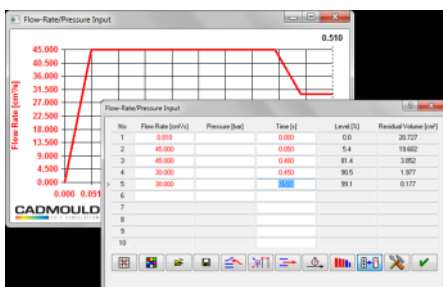 Flow-Rate/Pressure Input
0.510
45.000
40.500
36.000
31.500
27.000
22.500
18.000
13.500
9.000
4.500
0.000
Flow-Rate [cm³/s]
0.000 0.051
CADMOULD
Flow-Rate/Pressure Input
No Flow Rate [cm³/s] Pressure [bar] Time [s] Level [%] Residual Volume [cm³]
1 0.010 0.000 0.0 20.727
2 45.000 0.050 5.4 19.602
3 45.000 0.400 81.4 3.852
4 30.000 0.450 90.5 1.977
5 30.000 0.510 99.1 0.177
6
7
8
9
10